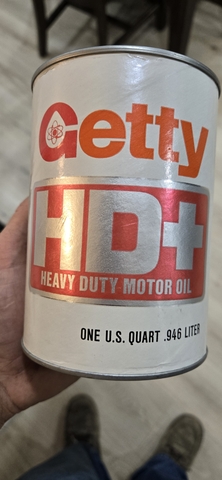 Getty
HD+
HEAVY DUTY MOTOR OIL
ONE U.S. QUART .946 LITER